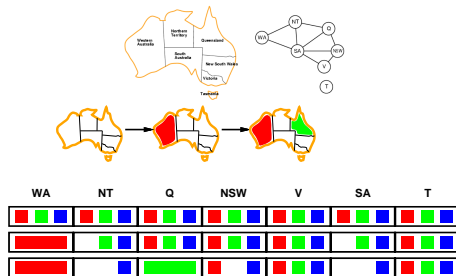 Northern
Territory
Western
Australia
Queensland
South
Australia
New South Wales
Victoria
Tasmania
NT
Q
WA
SA
NSW
V
T
WA NT Q NSW V SA T